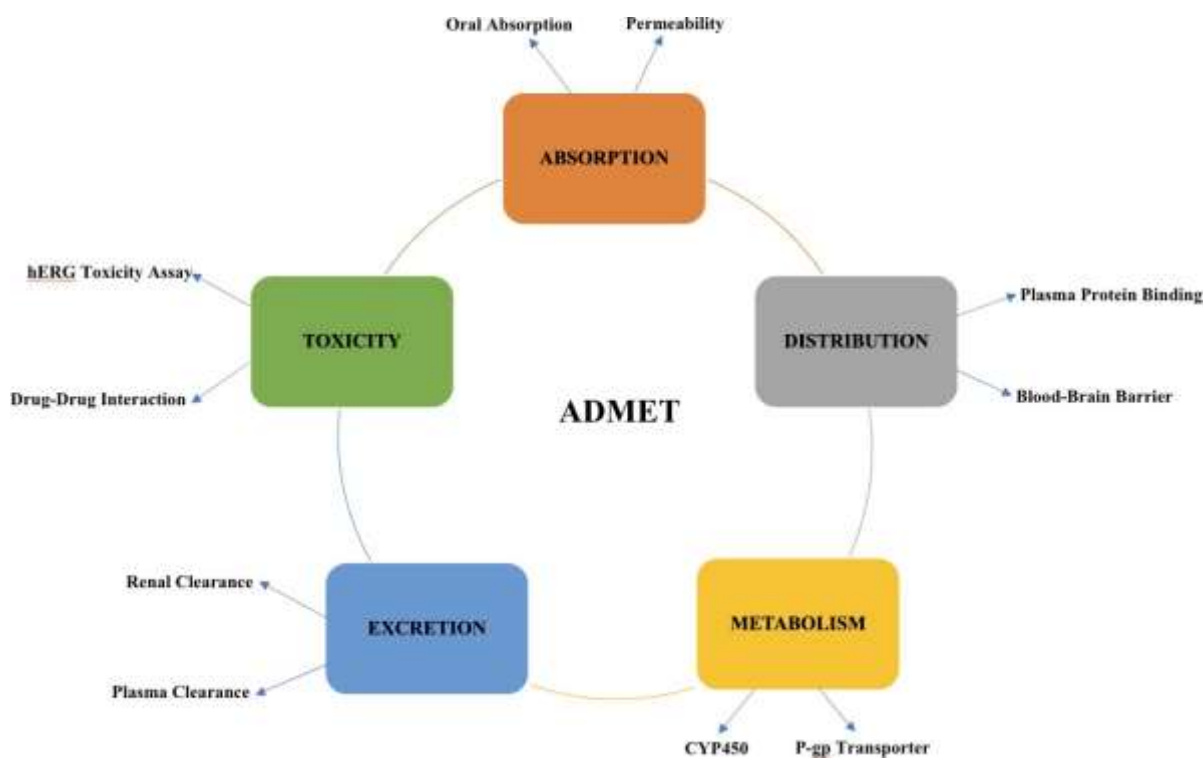 Oral Absorption
Permeability
ABSORPTION
hERG Toxicity Assay
TOXICITY
Drug-Drug Interaction
Plasma Protein Binding
DISTRIBUTION
Blood-Brain Barrier
ADMET
Renal Clearance
EXCRETION
Plasma Clearance
METABOLISM
CYP450
P-gp Transporter